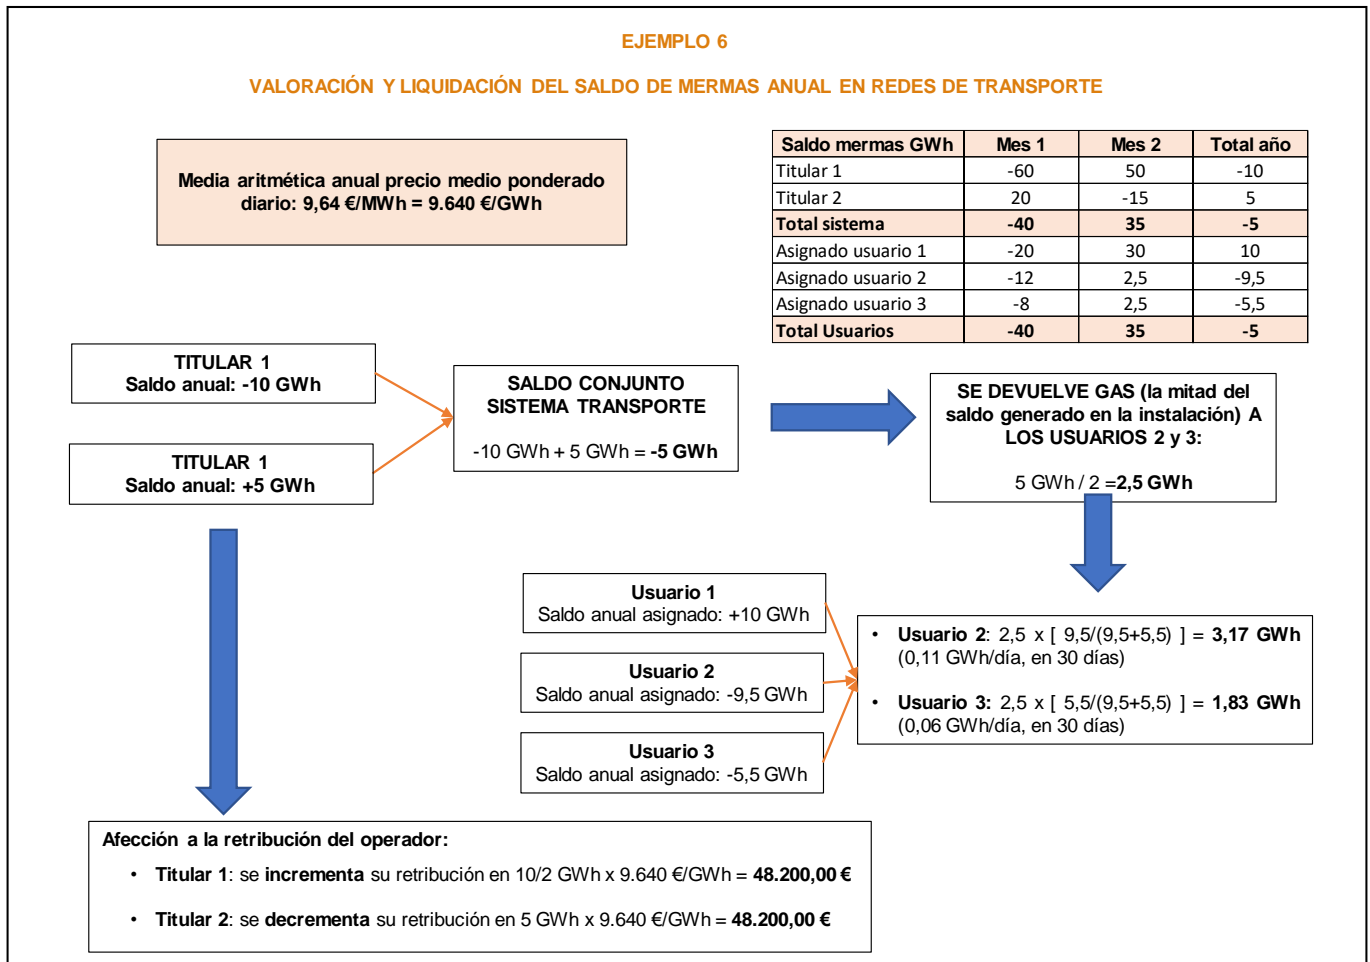 EJEMPLO 6
VALORACIÓN Y LIQUIDACIÓN DEL SALDO DE MERMAS ANUAL EN REDES DE TRANSPORTE
Media aritmética anual precio medio ponderado
diario: 9,64 €/MWh = 9.640 €/GWh
Saldo mermas GWh Mes 1 Mes 2 Total año
Titular 1 -60 50 -10
Titular 2 20 -15 5
Total sistema -40 35 -5
Asignado usuario 1 -20 30 10
Asignado usuario 2 -12 2,5 -9,5
Asignado usuario 3 -8 2,5 -5,5
Total Usuarios -40 35 -5
TITULAR 1
Saldo anual: -10 GWh
TITULAR 1
Saldo anual: +5 GWh
SALDO CONJUNTO
SISTEMA TRANSPORTE
-10 GWh + 5 GWh = -5 GWh
SE DEVUELVE GAS (la mitad del
saldo generado en la instalación) A
LOS USUARIOS 2 y 3:
5 GWh / 2 =2,5 GWh
Usuario 1
Saldo anual asignado: +10 GWh
Usuario 2
Saldo anual asignado: -9,5 GWh
Usuario 3
Saldo anual asignado: -5,5 GWh
• Usuario 2: 2,5 x [ 9,5/(9,5+5,5) ] = 3,17 GWh
(0,11 GWh/día, en 30 días)
• Usuario 3: 2,5 x [ 5,5/(9,5+5,5) ] = 1,83 GWh
(0,06 GWh/día, en 30 días)
Afección a la retribución del operador:
• Titular 1: se incrementa su retribución en 10/2 GWh x 9.640 €/GWh = 48.200,00 €
• Titular 2: se decrementa su retribución en 5 GWh x 9.640 €/GWh = 48.200,00 €